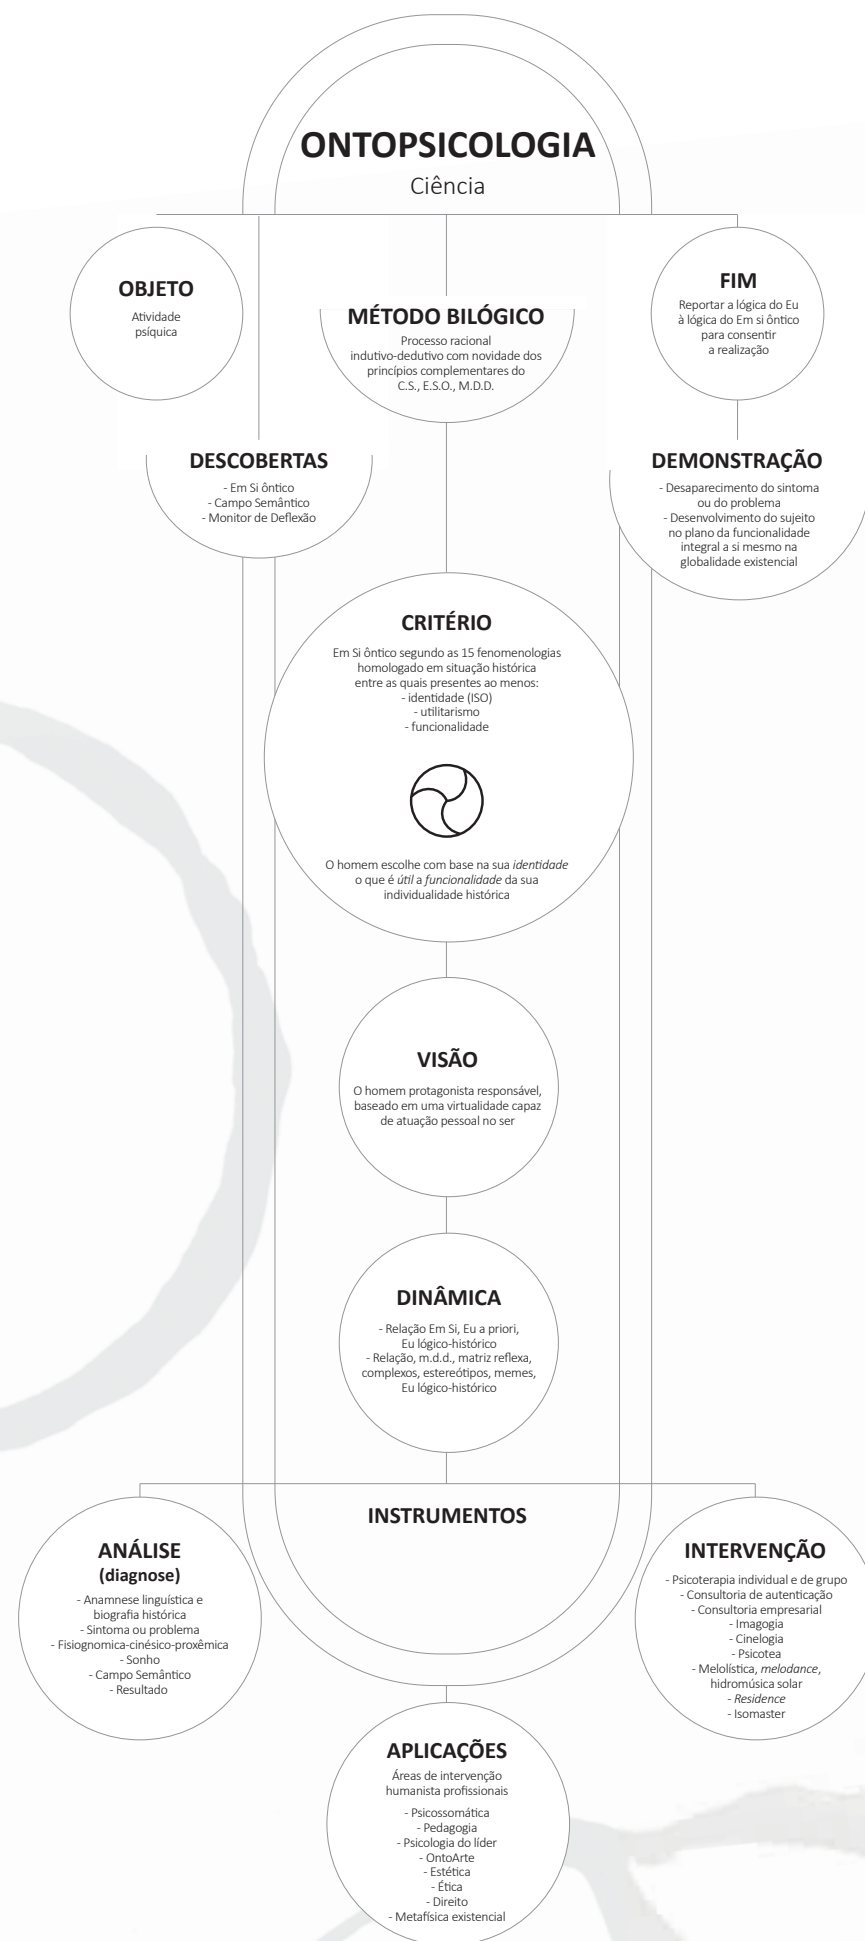 ONTOPSICOLOGIA
Ciência
OBJETO
Atividade
psíquica
MÉTODO BILÓGICO
Processo racional
indutivo-dedutivo com novidade dos
princípios complementares do
C.S., E.S.O., M.D.D.
FIM
Reportar a lógica do Eu
à lógica do Em si ôntico
para consentir
a realização
DESCOBERTAS
- Em Si ôntico
- Campo Semântico
- Monitor de Deflexão
DEMONSTRAÇÃO
- Desaparecimento do sintoma
ou do problema
- Desenvolvimento do sujeito
no plano da funcionalidade
integral a si mesmo na
globalidade existencial
CRITÉRIO
Em Si ôntico segundo as 15 fenomenologias
homologado em situação histórica
entre as quais presentes ao menos:
- identidade (ISO)
- utilitarismo
- funcionalidade
O homem escolhe com base na sua identidade
o que é útil a funcionalidade da sua
individualidade histórica
VISÃO
O homem protagonista responsável,
baseado em uma virtualidade capaz
de atuação pessoal no ser
DINÂMICA
- Relação Em Si, Eu a priori,
Eu lógico-histórico
- Relação, m.d.d., matriz reflexa,
complexos, estereótipos, memes,
Eu lógico-histórico
INSTRUMENTOS
ANÁLISE
(diagnose)
- Anamnese linguística e
biografia histórica
- Sintoma ou problema
- Fisiognomica-cinésico-proxêmica
- Sonho
- Campo Semântico
- Resultado
INTERVENÇÃO
- Psicoterapia individual e de grupo
- Consultoria de autenticação
- Consultoria empresarial
- Imagogia
- Cinelogia
- Psicotea
- Melolística, melodance,
hidromúsica solar
- Residence
- Isomaster
APLICAÇÕES
Áreas de intervenção
humanista profissionais
- Psicossomática
- Pedagogia
- Psicologia do líder
- OntoArte
- Estética
- Ética
- Direito
- Metafísica existencial